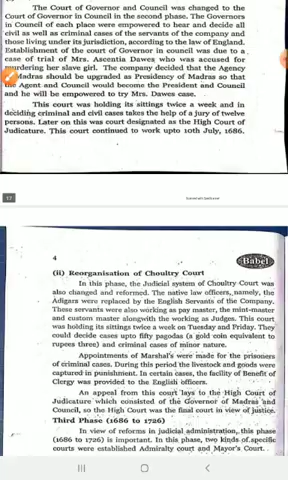 The Court of Governor and Council was changed to the
Court of Governor in Council in the second phase. The Governors
in Council of each place were empowered to hear and decide all
civil as well as criminal cases of the servants of the company and
those living under its jurisdiction, according to the law of England.
Establishment of the court of Governor in council was due to a
case of trial of Mrs. Ascentia Dawes who was accused for
murdering her slave girl. The company decided that the Agency
Madras should be upgraded as Presidency of Madras so that
the Agent and Council would become the President and Council
and he will be empowered to try Mrs. Dawes case.
This court was holding its sittings twice a week and in
deciding criminal and civil cases takes the help of a jury of twelve
persons. Later on this was court designated as the High Court of
Judicature. This court continued to work upto 10th July, 1686.
17
4
Babel
(ii) Reorganisation of Choultry Court
In this phase, the Judicial system of Choultry Court was
also changed and reformed. The native law officers, namely, the
Adigars were replaced by the English Servants of the Company.
These servants were also working as pay master, the mint-master
and custom master alongwith the working as Judges. This court
was holding its sittings twice a week on Tuesday and Friday. They
could decide cases upto fifty pagodas (a gold coin equivalent to
rupees three) and criminal cases of minor nature.
Appointments of Marshal's were made for the prisoners
of criminal cases. During this period the livestock and goods were
captured in punishment. In certain cases, the facility of Benefit of
Clergy was provided to the English officers.
An appeal from this court lays to the High Court of
Judicature which consisted of the Governor of Madras and
Council, so the High Court was the final court in view of justice.
Third Phase (1686 to 1726)
In view of reforms in judicial administration, this phase
(1686 to 1726) is important. In this phase, two kinds of specific
courts were established Admiralty court and Mayor's Court.